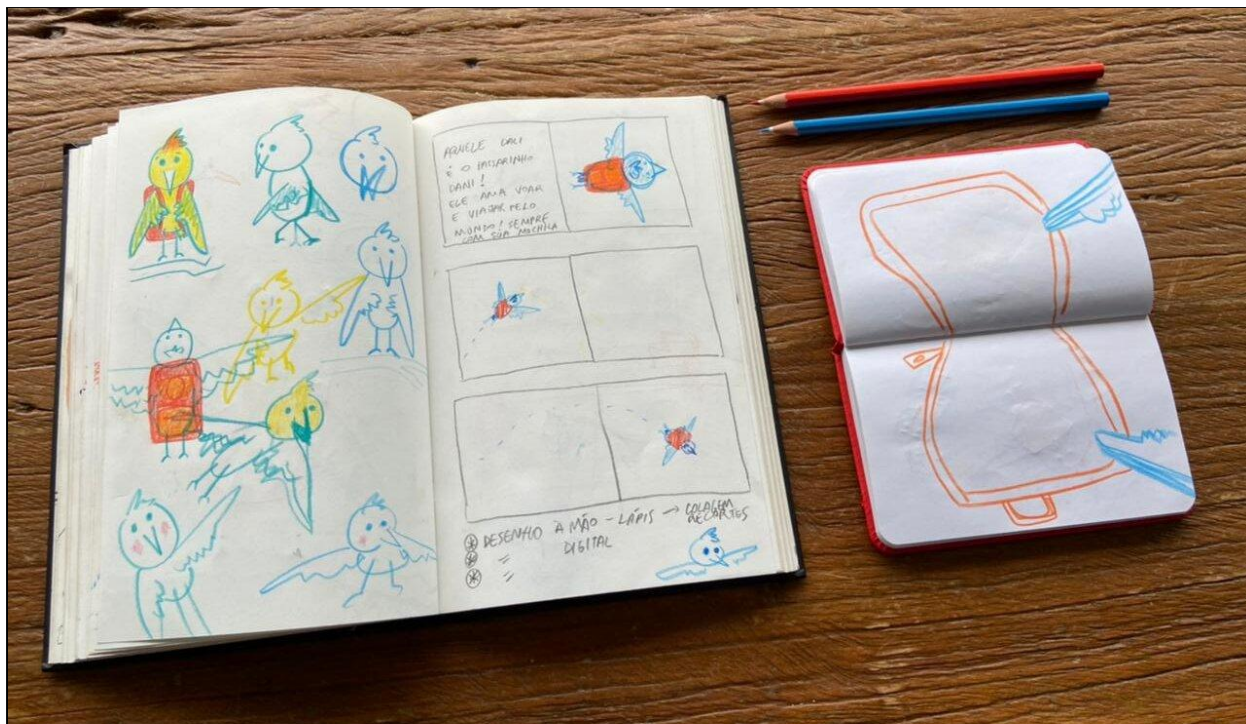 AQUELE DALI
É O PASSARINHO
DANI!
ELE AMA VOAR
E VIAJAR PELO
MUNDO! SEMPRE
COM SUA MOCHILA
DESENHO À MÃO - LÁPIS → COLAGEM
RECORTES
" DIGITAL
"